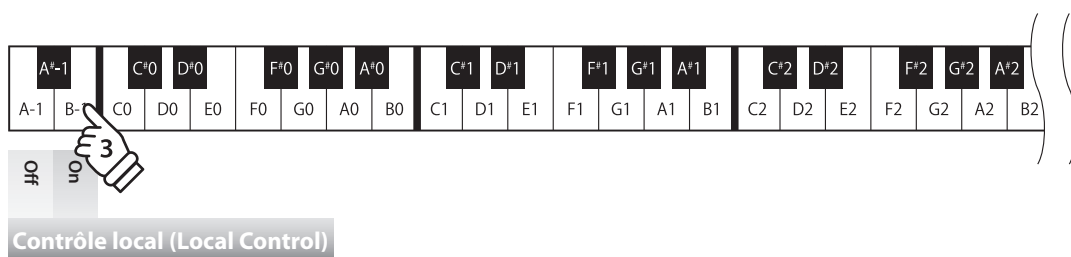 A#-1 C#0 D#0 F#0 G#0 A#0 C#1 D#1 F#1 G#1 A#1 C#2 D#2 F#2 G#2 A#2
A-1 B-1 C0 D0 E0 F0 G0 A0 B0 C1 D1 E1 F1 G1 A1 B1 C2 D2 E2 F2 G2 A2 B2
3
Off On
Contrôle local (Local Control)